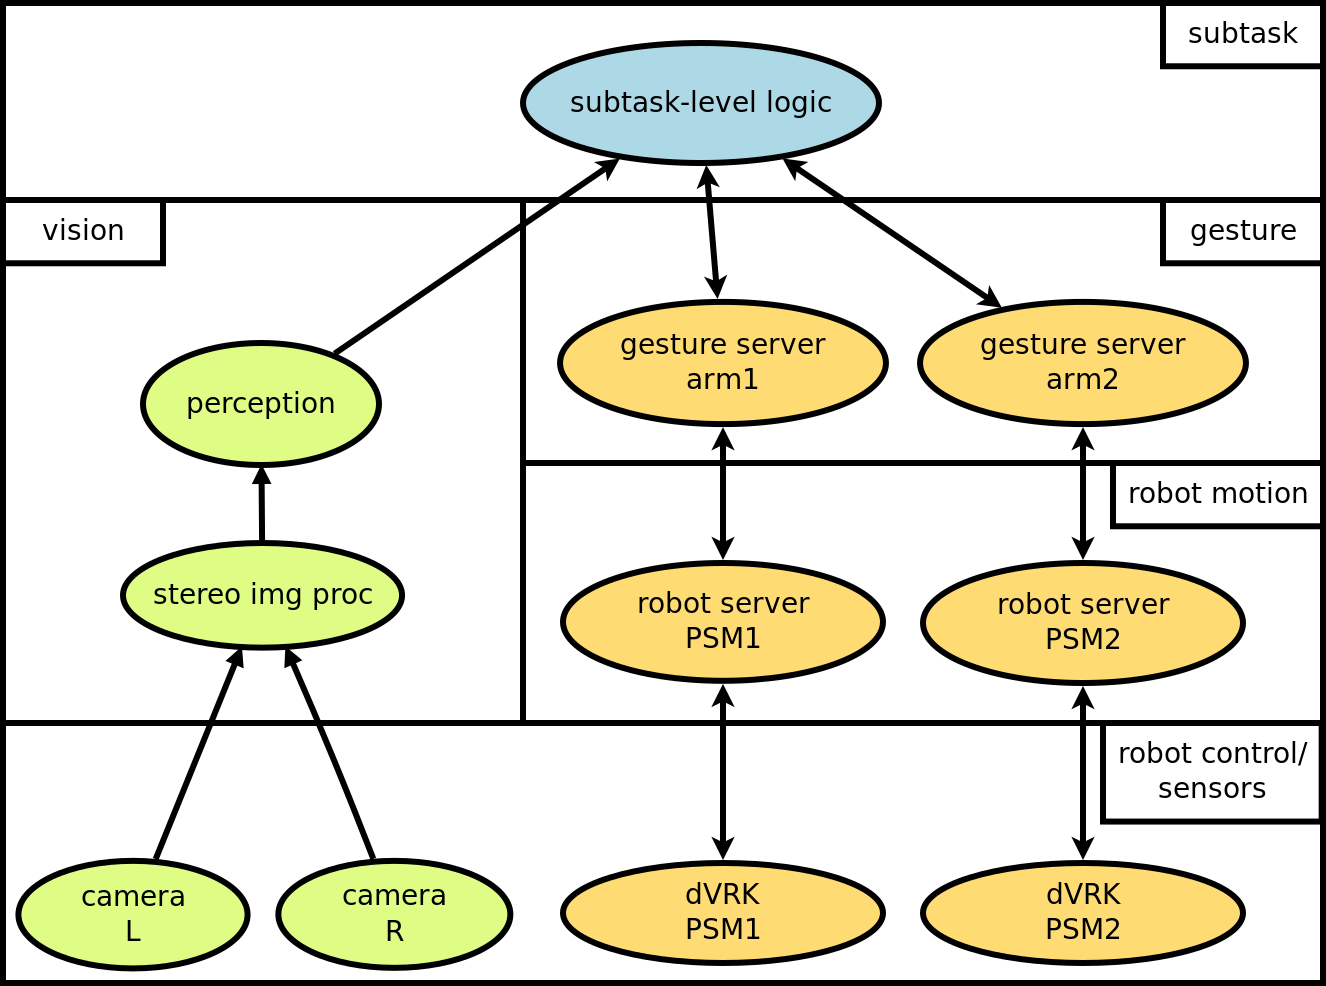 subtask
subtask-level logic
vision
gesture
gesture server
arm1
gesture server
arm2
perception
robot motion
stereo img proc
robot server
PSM1
robot server
PSM2
robot control/
sensors
camera
L
camera
R
dVRK
PSM1
dVRK
PSM2